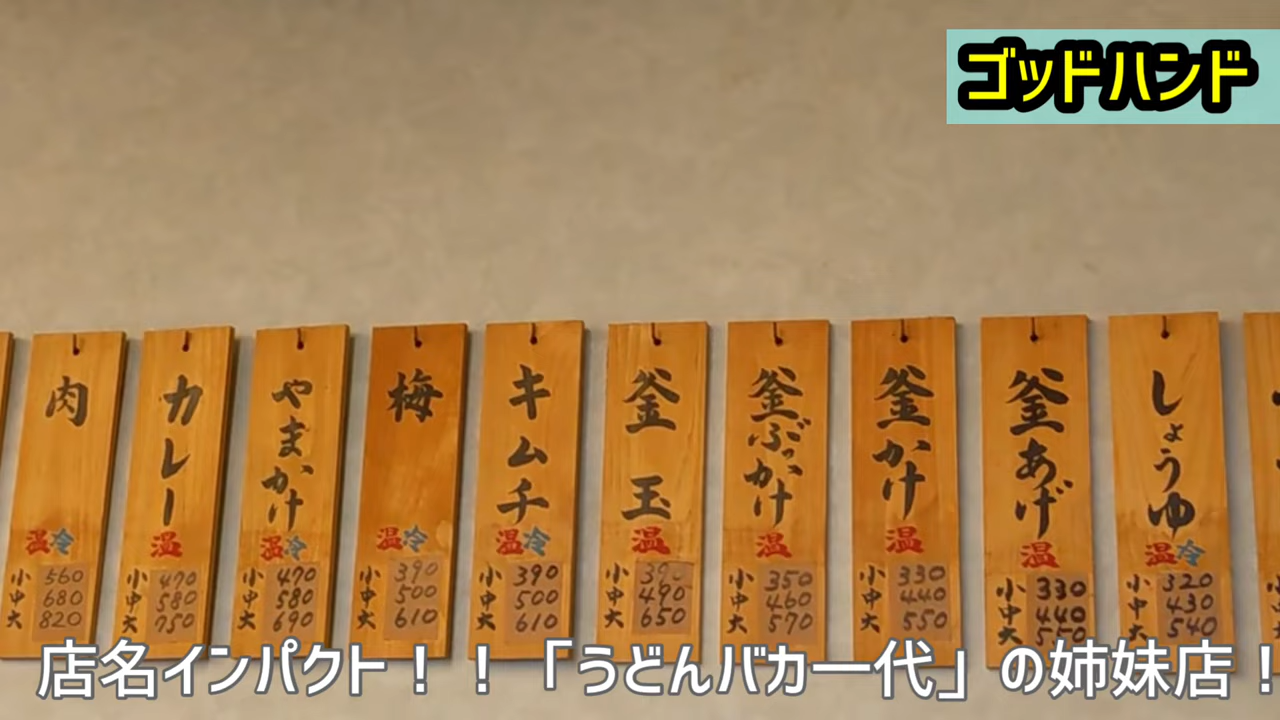 ゴッドハンド
肉
温冷
小 560
中 680
大 820
カレー
温
小 470
中 580
大 750
やまかけ
温冷
小 470
中 580
大 690
梅
温冷
小 390
中 500
大 610
キムチ
温冷
小 390
中 500
大 610
釜玉
温
小 390
中 490
大 650
釜ぶっかけ
温
小 350
中 460
大 570
釜かけ
温
小 330
中 440
大 550
釜あげ
温
小 330
中 440
大 550
しょうゆ
温冷
小 320
中 430
大 540
店名インパクト！！「うどんバカ一代」の姉妹店！